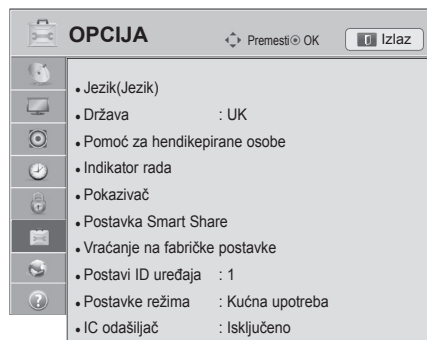 OPCIJA
Premesti OK
Izlaz
• Jezik(Jezik)
• Država : UK
• Pomoć za hendikepirane osobe
• Indikator rada
• Pokazivač
• Postavka Smart Share
• Vraćanje na fabričke postavke
• Postavi ID uređaja : 1
• Postavke režima : Kućna upotreba
• IC odašiljač : Isključeno